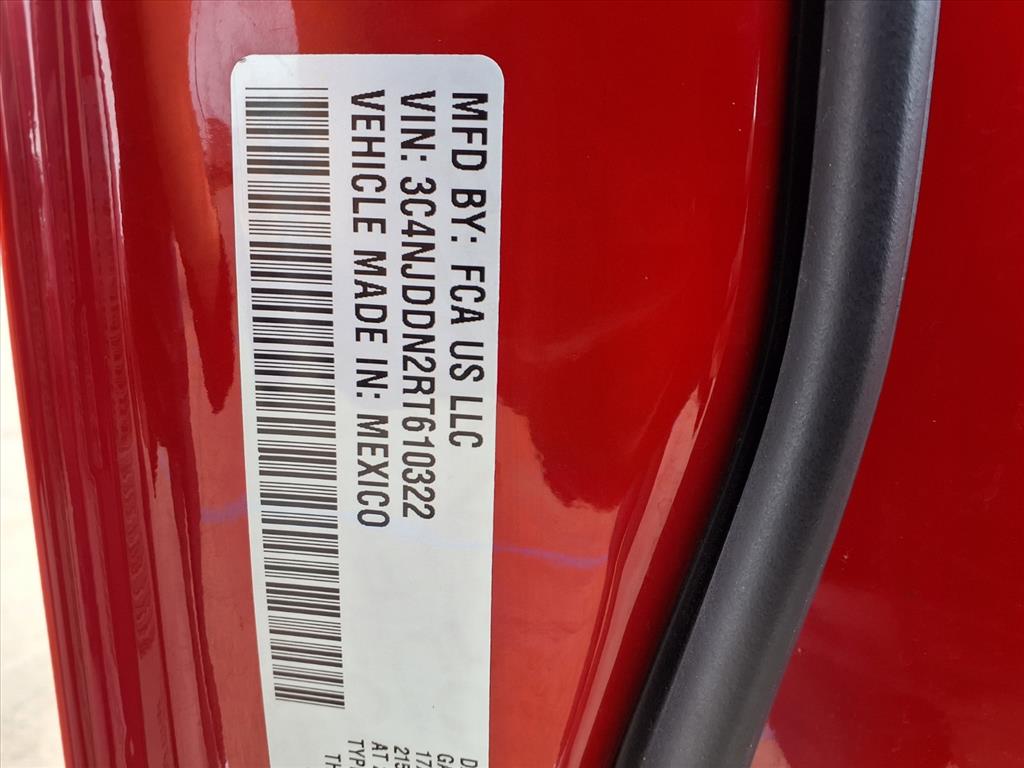 MFD BY: FCA US LLC
VIN: 3C4NJDDN2RT610322
VEHICLE MADE IN: MEXICO